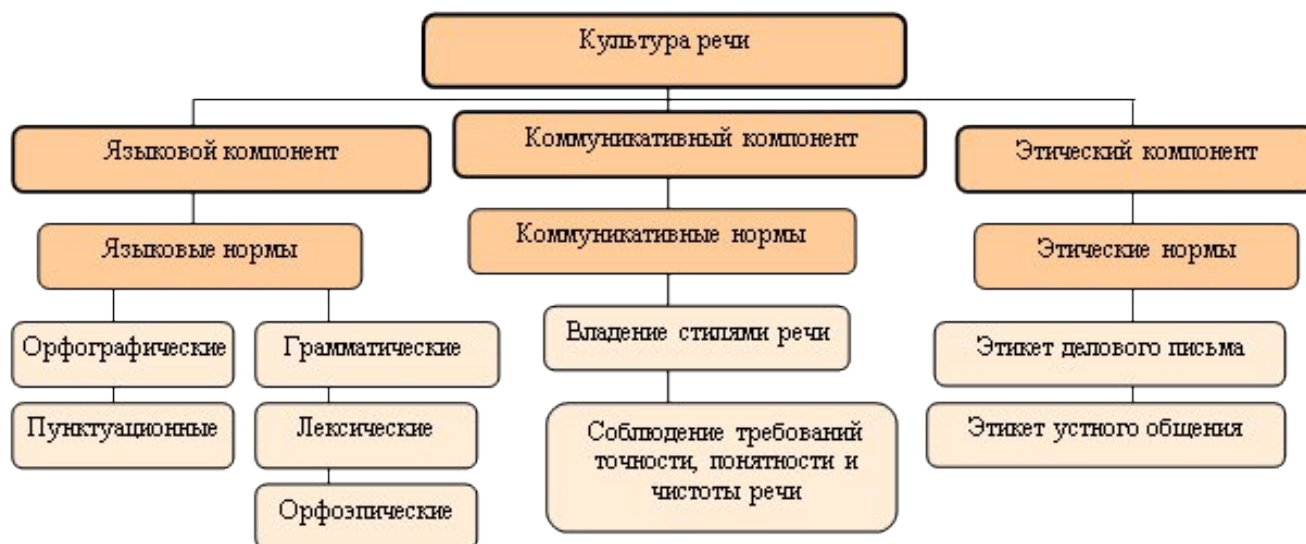 Культура речи
Языковой компонент
Коммуникативный компонент
Этический компонент
Языковые нормы
Коммуникативные нормы
Этические нормы
Орфографические
Грамматические
Владение стилями речи
Этикет делового письма
Пунктуационные
Лексические
Соблюдение требований
точности, понятности и
чистоты речи
Этикет устного общения
Орфоэпические